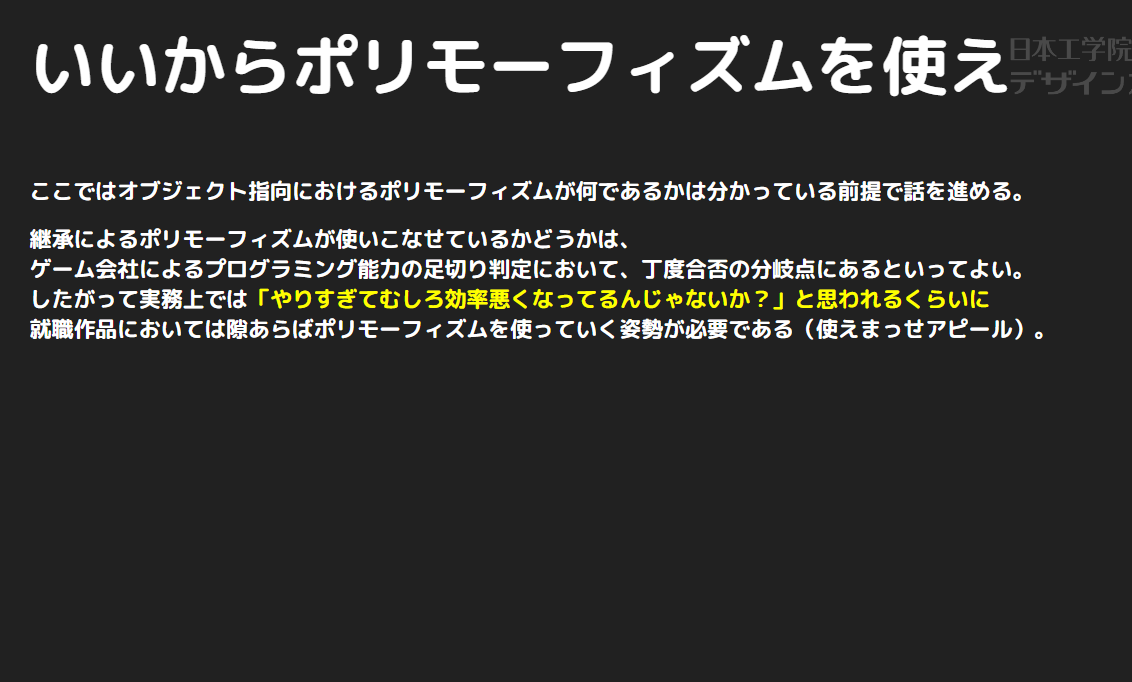 いいからポリモーフィズムを使え
日本工学院
デザイン
ここではオブジェクト指向におけるポリモーフィズムが何であるかは分かっている前提で話を進める。
継承によるポリモーフィズムが使いこなせているかどうかは、
ゲーム会社によるプログラミング能力の足切り判定において、丁度合否の分岐点にあるといってよい。
したがって実務上では「やりすぎてむしろ効率悪くなってるんじゃないか？」と思われるくらいに
就職作品においては隙あらばポリモーフィズムを使っていく姿勢が必要である（使えまっせアピール）。